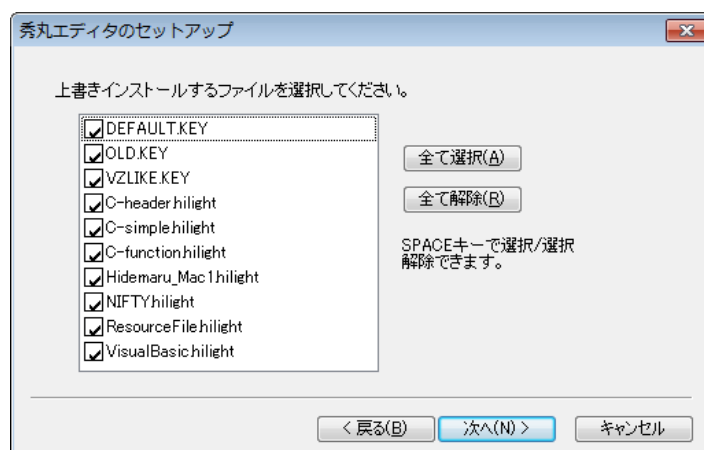 秀丸エディタのセットアップ
上書きインストールするファイルを選択してください。
DEFAULT.KEY
OLD.KEY
VZLIKE.KEY
C-header.hilight
C-simple.hilight
C-function.hilight
Hidemaru_Mac1.hilight
NIFTY.hilight
ResourceFile.hilight
VisualBasic.hilight
全て選択(A)
全て解除(R)
SPACEキーで選択/選択
解除できます。
< 戻る(B)
次へ(N) >
キャンセル